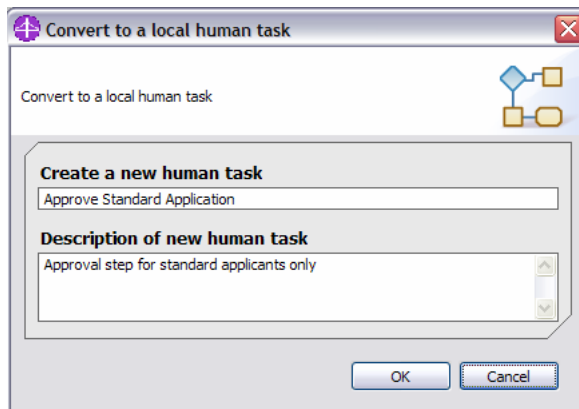 Convert to a local human task
Convert to a local human task
Create a new human task
Approve Standard Application
Description of new human task
Approval step for standard applicants only
OK
Cancel